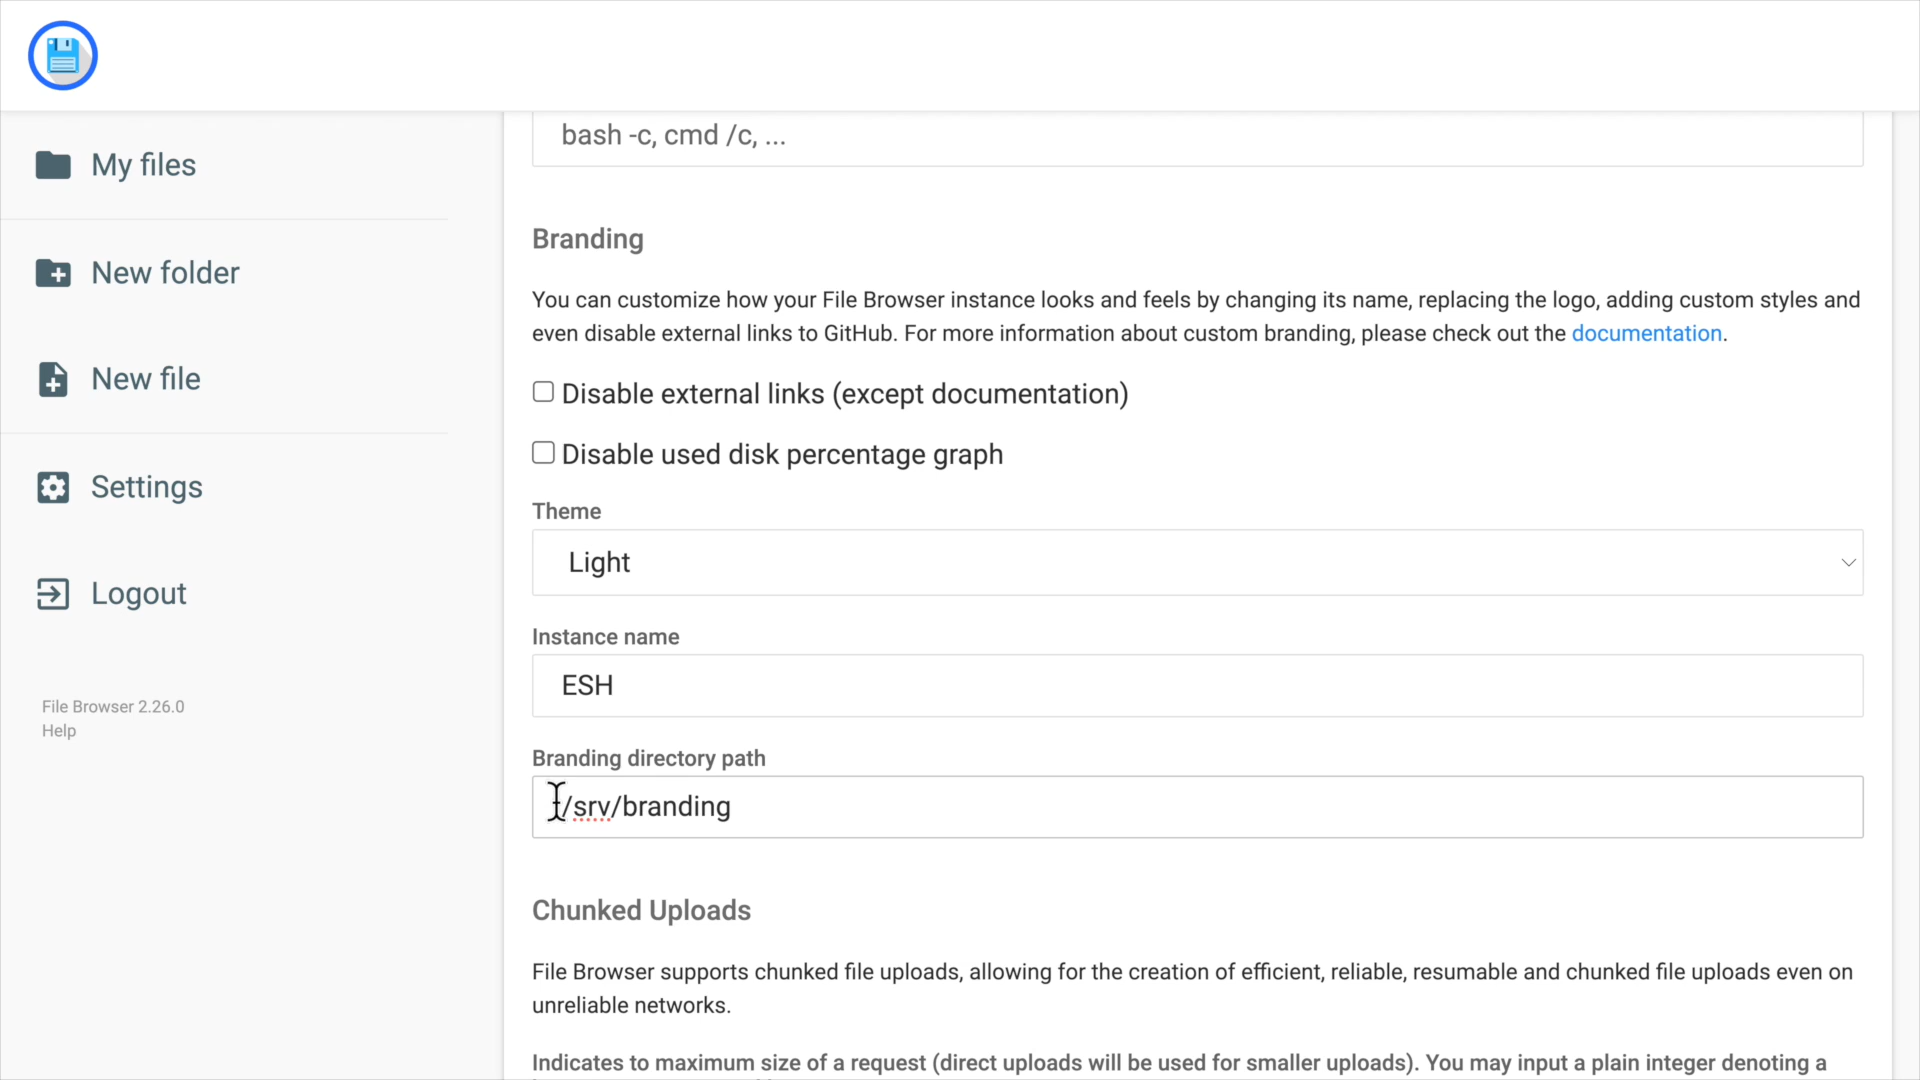 bash -c, cmd /c, ...
My files
New folder
New file
Settings
Logout
File Browser 2.26.0
Help
Branding
You can customize how your File Browser instance looks and feels by changing its name, replacing the logo, adding custom styles and
even disable external links to GitHub. For more information about custom branding, please check out the documentation.
Disable external links (except documentation)
Disable used disk percentage graph
Theme
Light
Instance name
ESH
Branding directory path
/srv/branding
Chunked Uploads
File Browser supports chunked file uploads, allowing for the creation of efficient, reliable, resumable and chunked file uploads even on
unreliable networks.
Indicates to maximum size of a request (direct uploads will be used for smaller uploads). You may input a plain integer denoting a